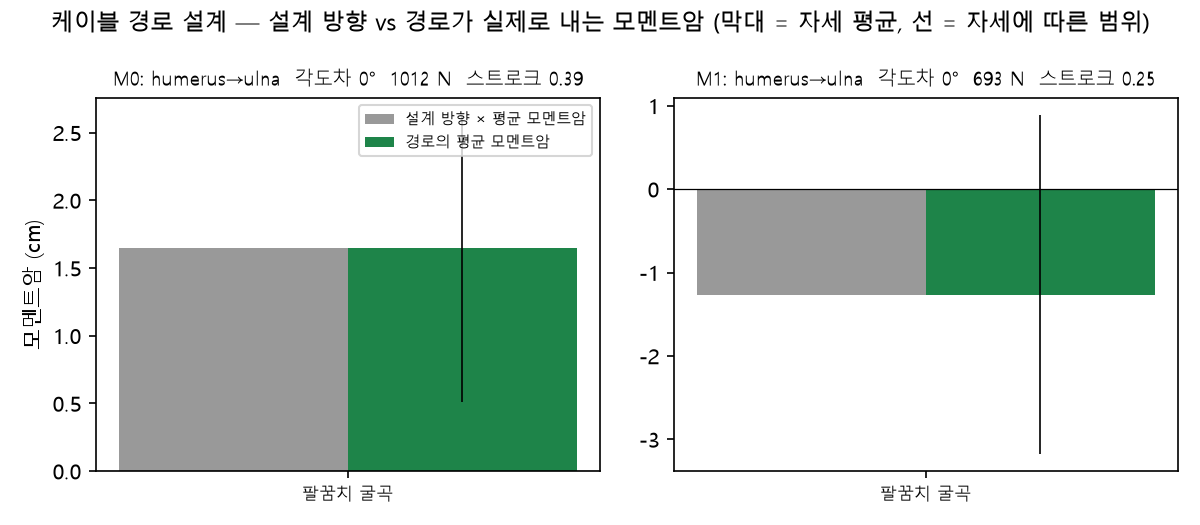 케이블 경로 설계 — 설계 방향 vs 경로가 실제로 내는 모멘트암 (막대 = 자세 평균, 선 = 자세에 따른 범위)
M0: humerus→ulna 각도차 0° 1012 N 스트로크 0.39
설계 방향 × 평균 모멘트암
경로의 평균 모멘트암
모멘트암 (cm)
2.5
2.0
1.5
1.0
0.5
0.0
팔꿈치 굴곡
M1: humerus→ulna 각도차 0° 693 N 스트로크 0.25
1
0
-1
-2
-3
팔꿈치 굴곡